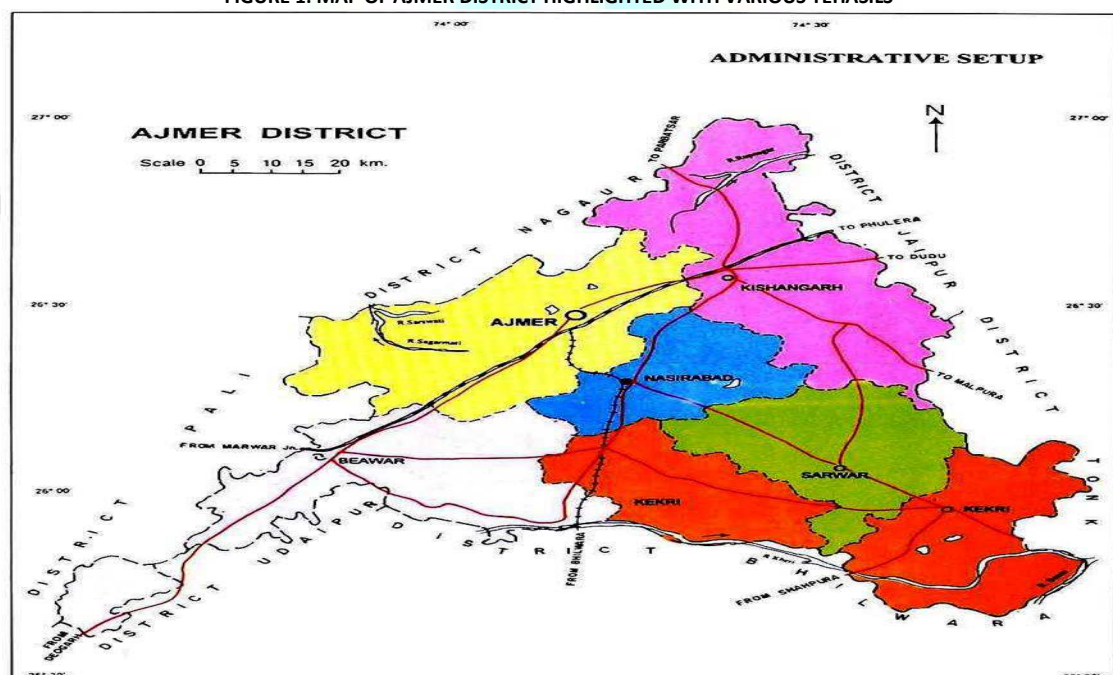 FIGURE 1: MAP OF AJMER DISTRICT HIGHLIGHTED WITH VARIOUS TEHASILS
74° 00'
74° 30'
ADMINISTRATIVE SETUP
27° 00'
27° 00'
N
AJMER DISTRICT
Scale 0 5 10 15 20 km.
TO PARBATSAR
R.Rupnagar
DISTRICT JAIPUR DISTRICT
DISTRICT NAGAUR
TO PHULERA
TO DUDU
KISHANGARH
26° 30'
26° 30'
R.Sarswati
AJMER
R.Sagarmati
NASIRABAD
TO MALPURA
PALI
DISTRICT
FROM MARWAR Jn.
BEAWAR
SARWAR
TONK
26° 00'
26° 00'
KEKRI
KEKRI
DISTRICT UDAIPUR
DISTRICT BHILWARA
FROM BHILWARA
FROM SHAHPURA
FROM DEOGARH